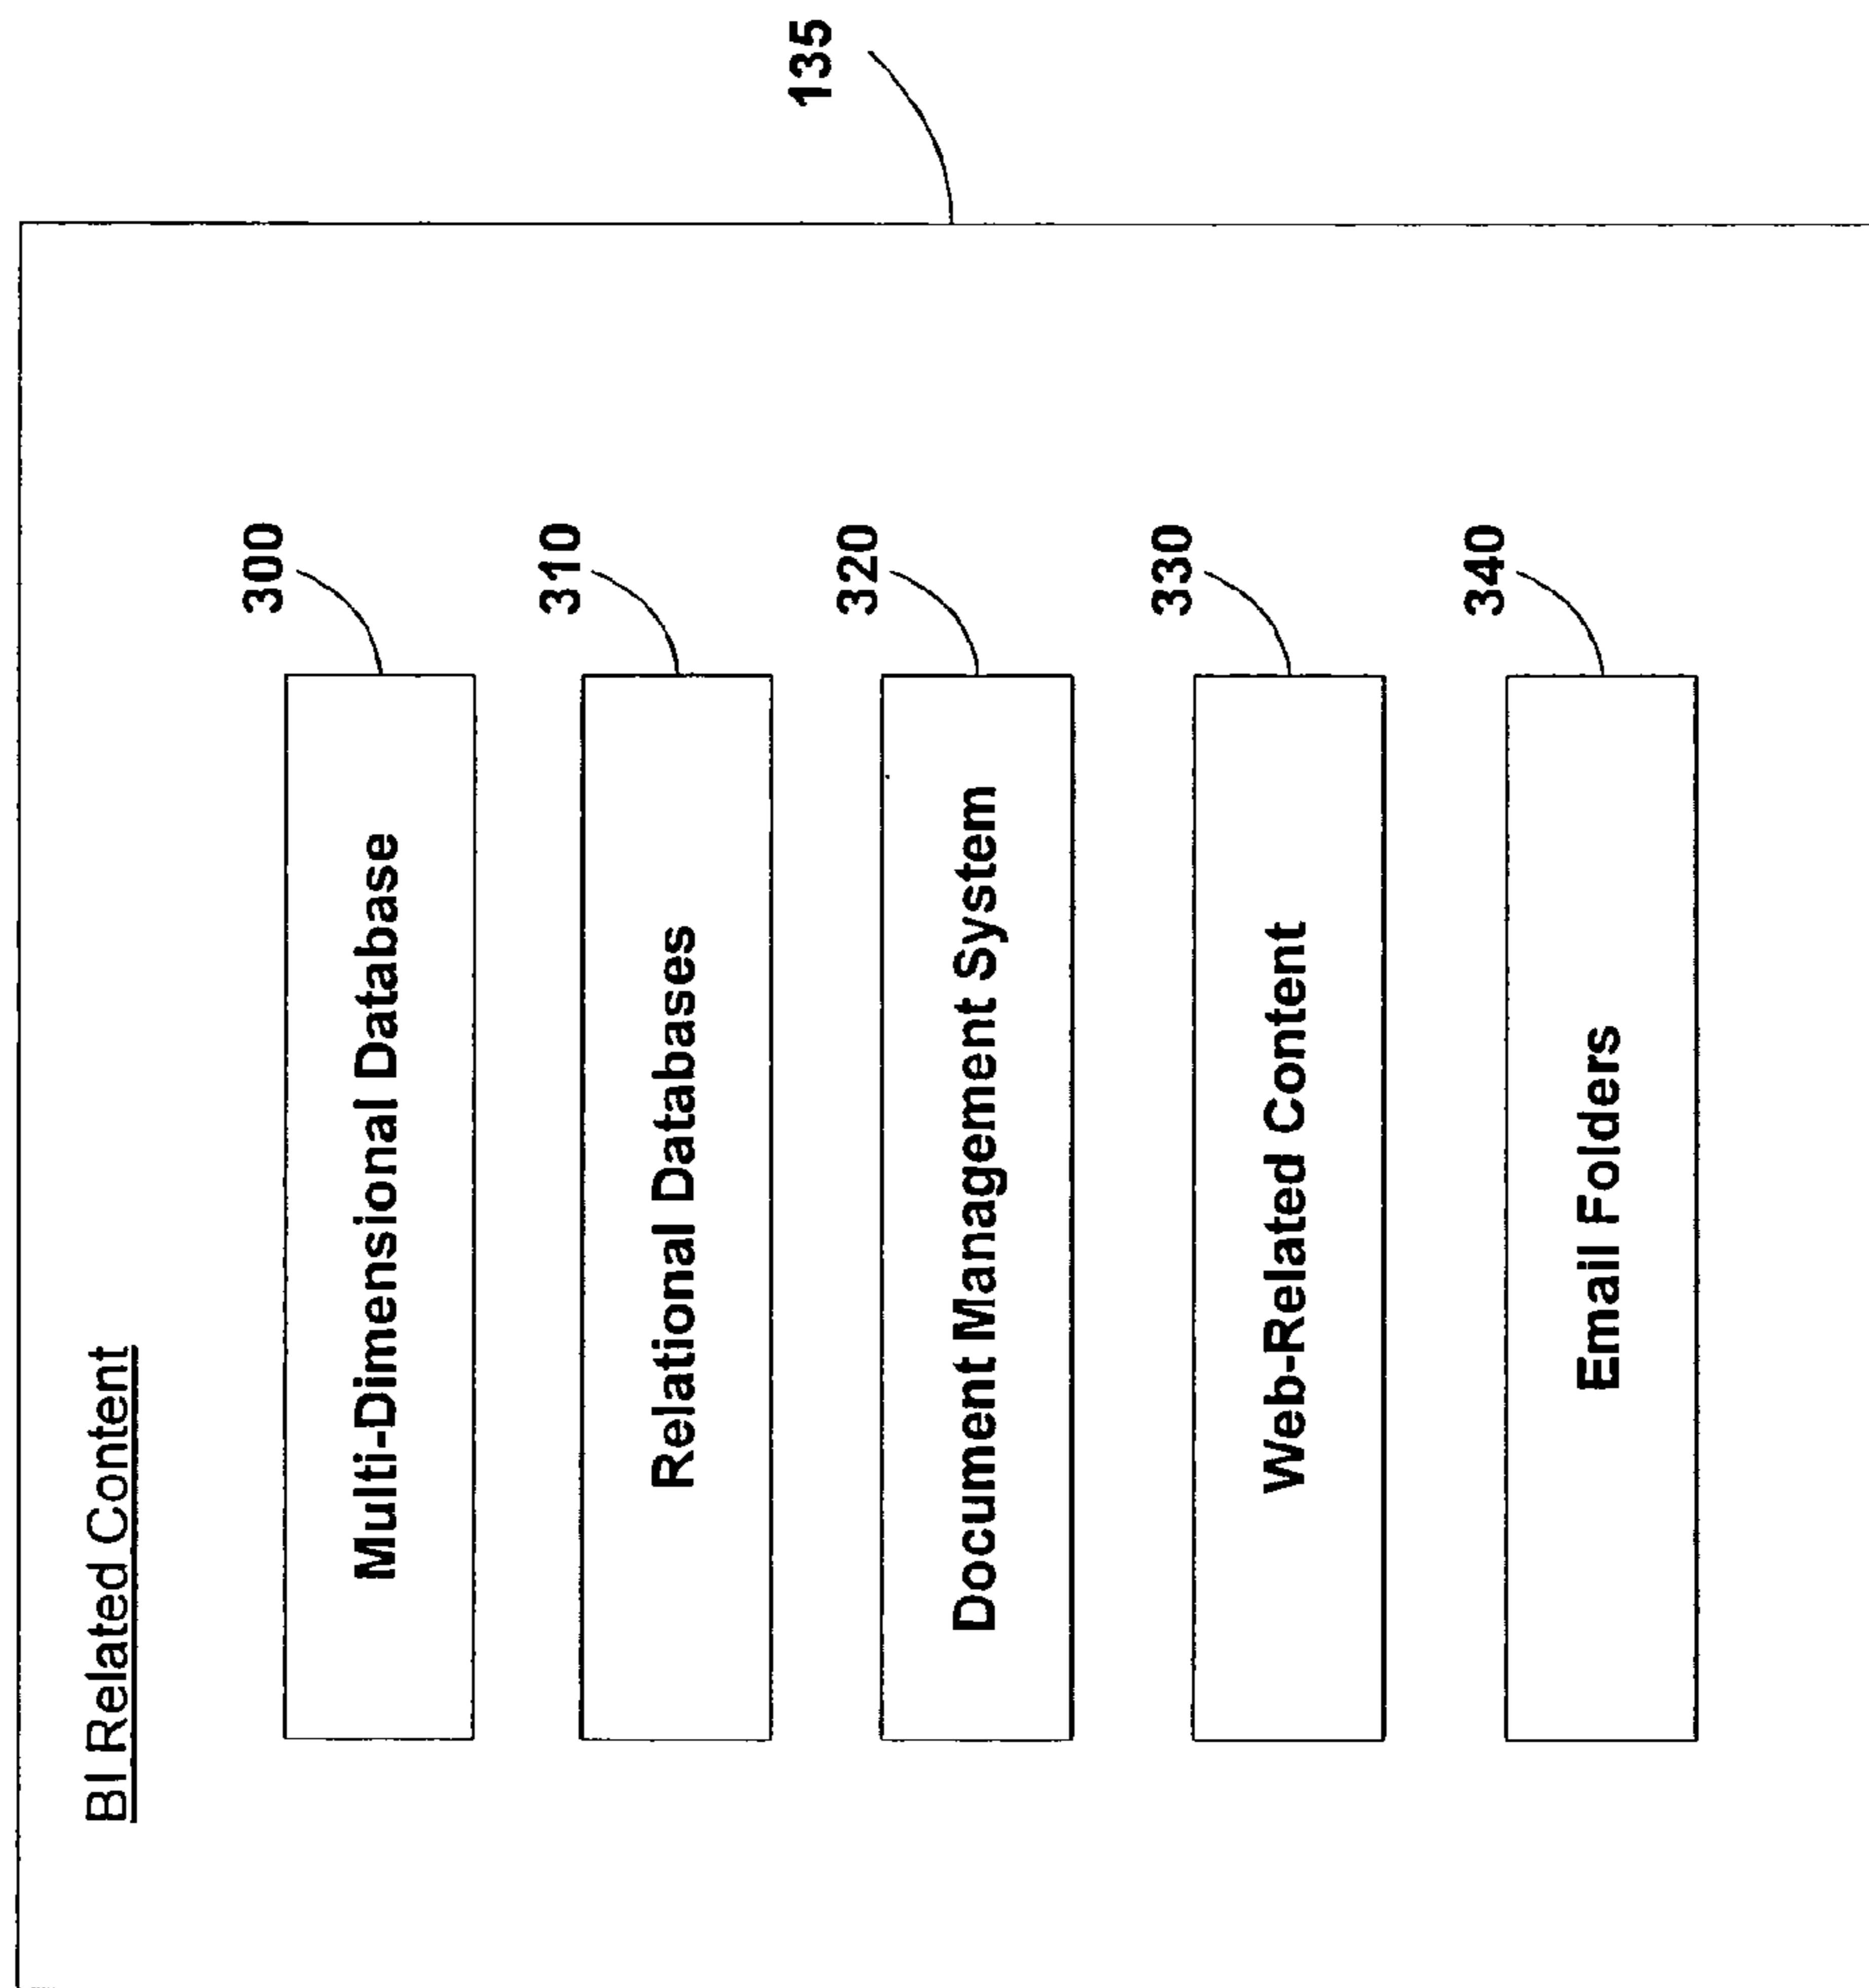 135
BI Related Content
300
Multi-Dimensional Database
310
Relational Databases
320
Document Management System
330
Web-Related Content
340
Email Folders